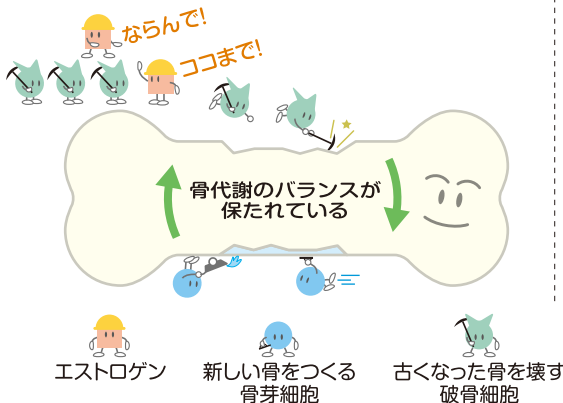 ならんで!
ココまで!
骨代謝のバランスが
保たれている
エストロゲン
新しい骨をつくる
骨芽細胞
古くなった骨を壊す
破骨細胞